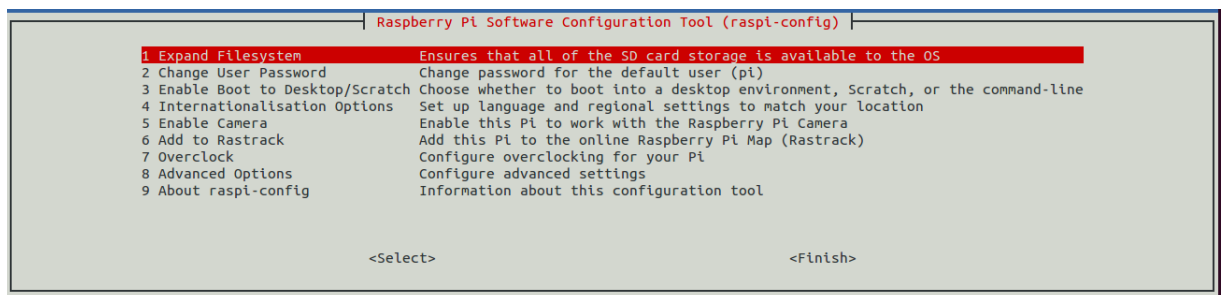 Raspberry Pi Software Configuration Tool (raspi-config)
1 Expand Filesystem Ensures that all of the SD card storage is available to the OS
2 Change User Password Change password for the default user (pi)
3 Enable Boot to Desktop/Scratch Choose whether to boot into a desktop environment, Scratch, or the command-line
4 Internationalisation Options Set up language and regional settings to match your location
5 Enable Camera Enable this Pi to work with the Raspberry Pi Camera
6 Add to Rastrack Add this Pi to the online Raspberry Pi Map (Rastrack)
7 Overclock Configure overclocking for your Pi
8 Advanced Options Configure advanced settings
9 About raspi-config Information about this configuration tool
<Select> <Finish>